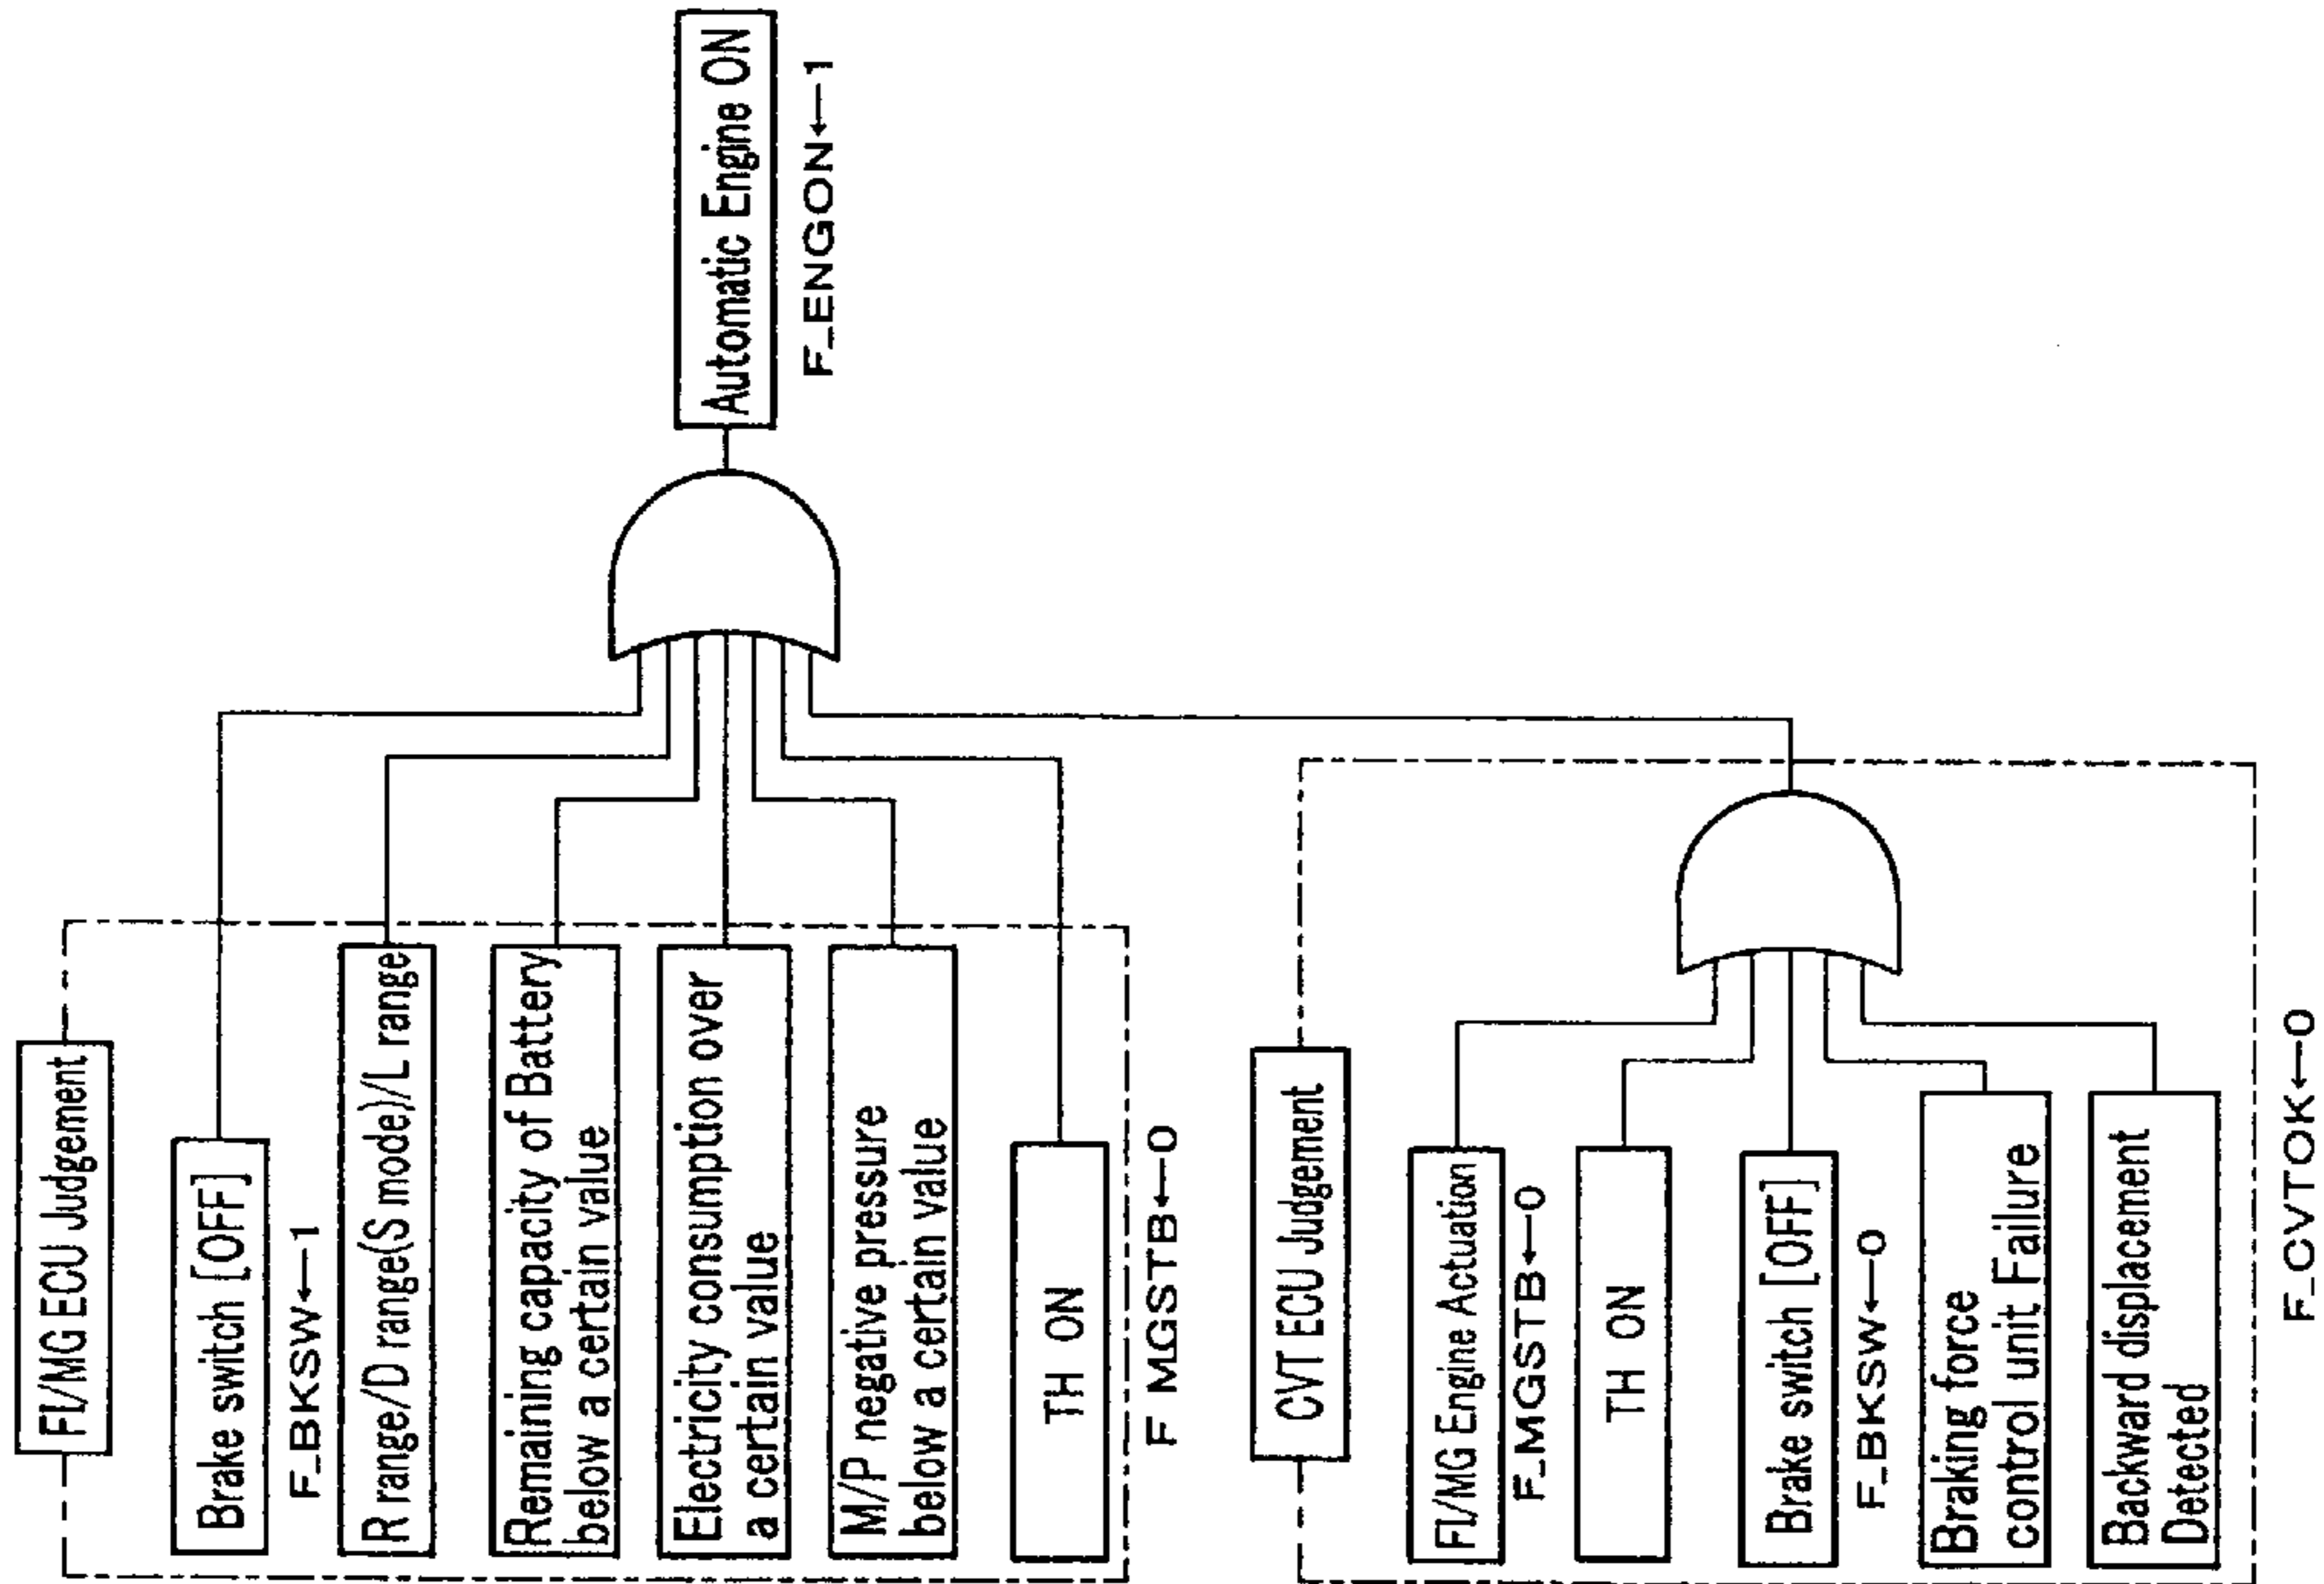 FI/MG ECU Judgement
Brake switch [OFF]
F_BKSW←1
R range/D range(S mode)/L range
Remaining capacity of Battery
below a certain value
Electricity consumption over
a certain value
M/P negative pressure
below a certain value
TH ON
F MGSTB←0
CVT ECU Judgement
FI/MG Engine Actuation
F_MGSTB←0
TH ON
Brake switch [OFF]
F_BKSW←0
Braking force
control unit Failure
Backward displacement
Detected
F_CVTOK←0
Automatic Engine ON
F_ENGON←1